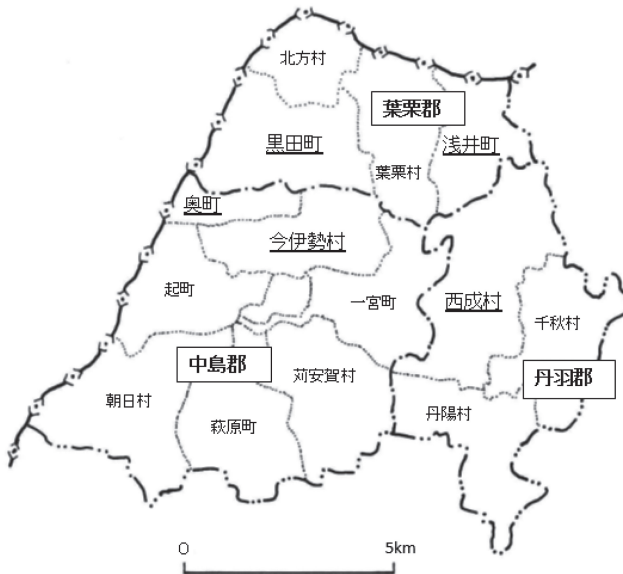 北方村
葉栗郡
黒田町
浅井町
葉栗村
奥町
今伊勢村
起町
一宮町
西成村
千秋村
中島郡
苅安賀村
丹羽郡
朝日村
萩原町
丹陽村
0
5km